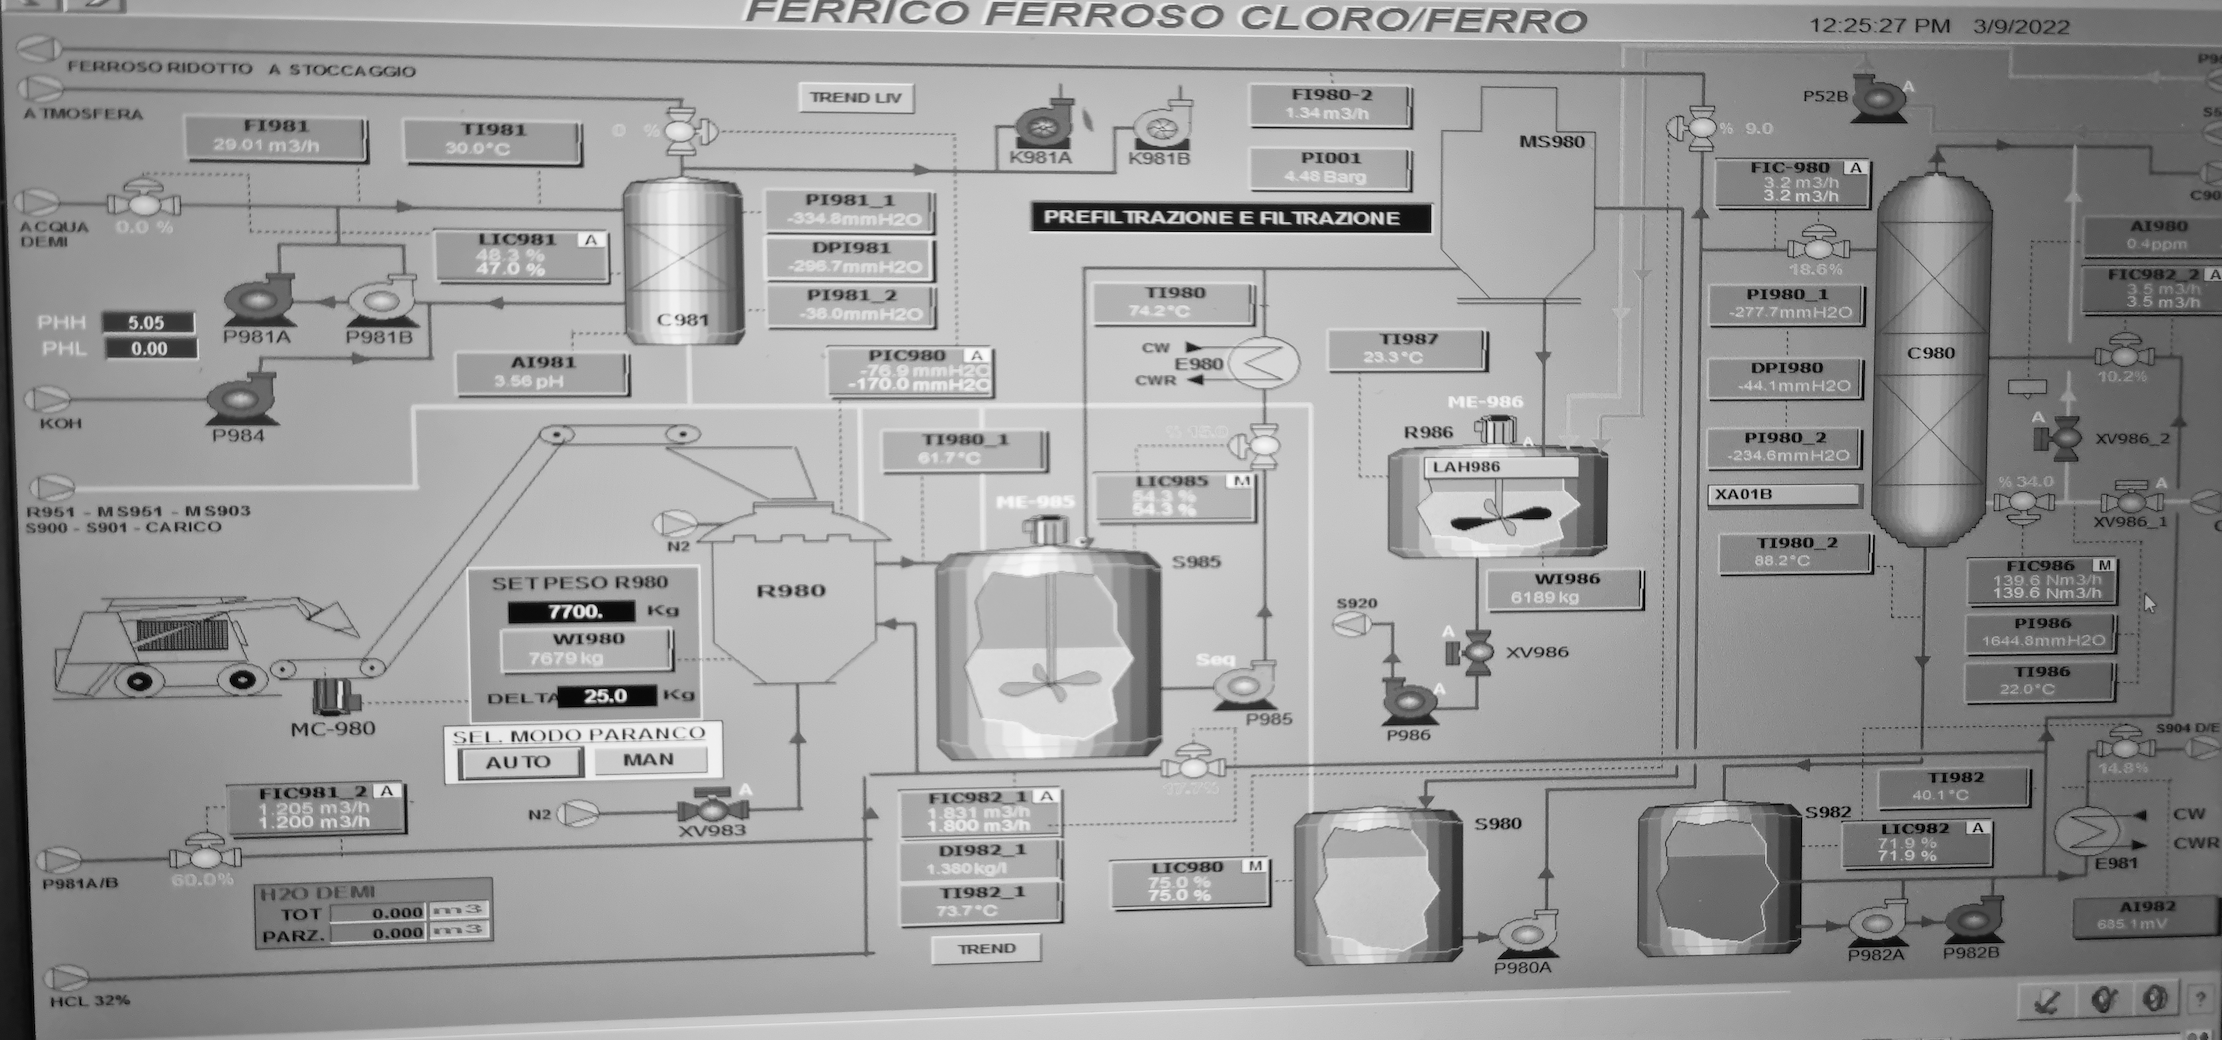 FERRICO FERROSO CLORO/FERRO
12:25:27 PM 3/9/2022
FERROSO RIDOTTO A STOCCAGGIO
ATMOSFERA
FI981
29.01 m3/h
TI981
30.0°C
0 %
TREND LIV
K981A
K981B
FI980-2
1.34 m3/h
PI001
4.48 Barg
MS980
% 9.0
P52B
A
FIC-980 A
3.2 m3/h
3.2 m3/h
18.6%
AI980
0.4ppm
FIC982_2 A
3.5 m3/h
3.5 m3/h
10.2%
ACQUA
DEMI
0.0 %
LIC981 A
48.3 %
47.0 %
PI981_1
-334.8mmH2O
DPI981
-296.7mmH2O
PI981_2
-38.0mmH2O
C981
PREFILTRAZIONE E FILTRAZIONE
PHH 5.05
PHL 0.00
P981A
P981B
AI981
3.56 pH
PIC980 A
-76.9 mmH2O
-170.0 mmH2O
TI980
74.2°C
CW
E980
CWR
TI987
23.3°C
PI980_1
-277.7mmH2O
DPI980
-44.1mmH2O
PI980_2
-234.6mmH2O
XA01B
C980
KOH
P984
R951 - MS951 - MS903
S900 - S901 - CARICO
TI980_1
61.7°C
ME-985
LIC985 M
54.3 %
54.3 %
S985
ME-986
A
R986
LAH986
WI986
6189 kg
A
XV986_2
% 34.0
A
XV986_1
TI980_2
88.2°C
FIC986 M
139.6 Nm3/h
139.6 Nm3/h
PI986
1644.8mmH2O
TI986
22.0°C
N2
R980
SET PESO R980
7700. Kg
WI980
7679 kg
DELTA 25.0 Kg
SEL. MODO PARANCO
AUTO MAN
MC-980
Seq
P985
S920
A
XV986
A
P986
N2
A
XV983
FIC981_2 A
1.205 m3/h
1.200 m3/h
P981A/B
60.0%
H2O DEMI
TOT 0.000 m3
PARZ. 0.000 m3
HCL 32%
FIC982_1 A
1.831 m3/h
1.800 m3/h
DI982_1
1.380 kg/l
TI982_1
73.7°C
TREND
LIC980 M
75.0 %
75.0 %
S980
P980A
S982
TI982
40.1°C
LIC982 A
71.9 %
71.9 %
P982A
P982B
S904 D/E
14.8%
CW
CWR
E981
AI982
685.1mV
?